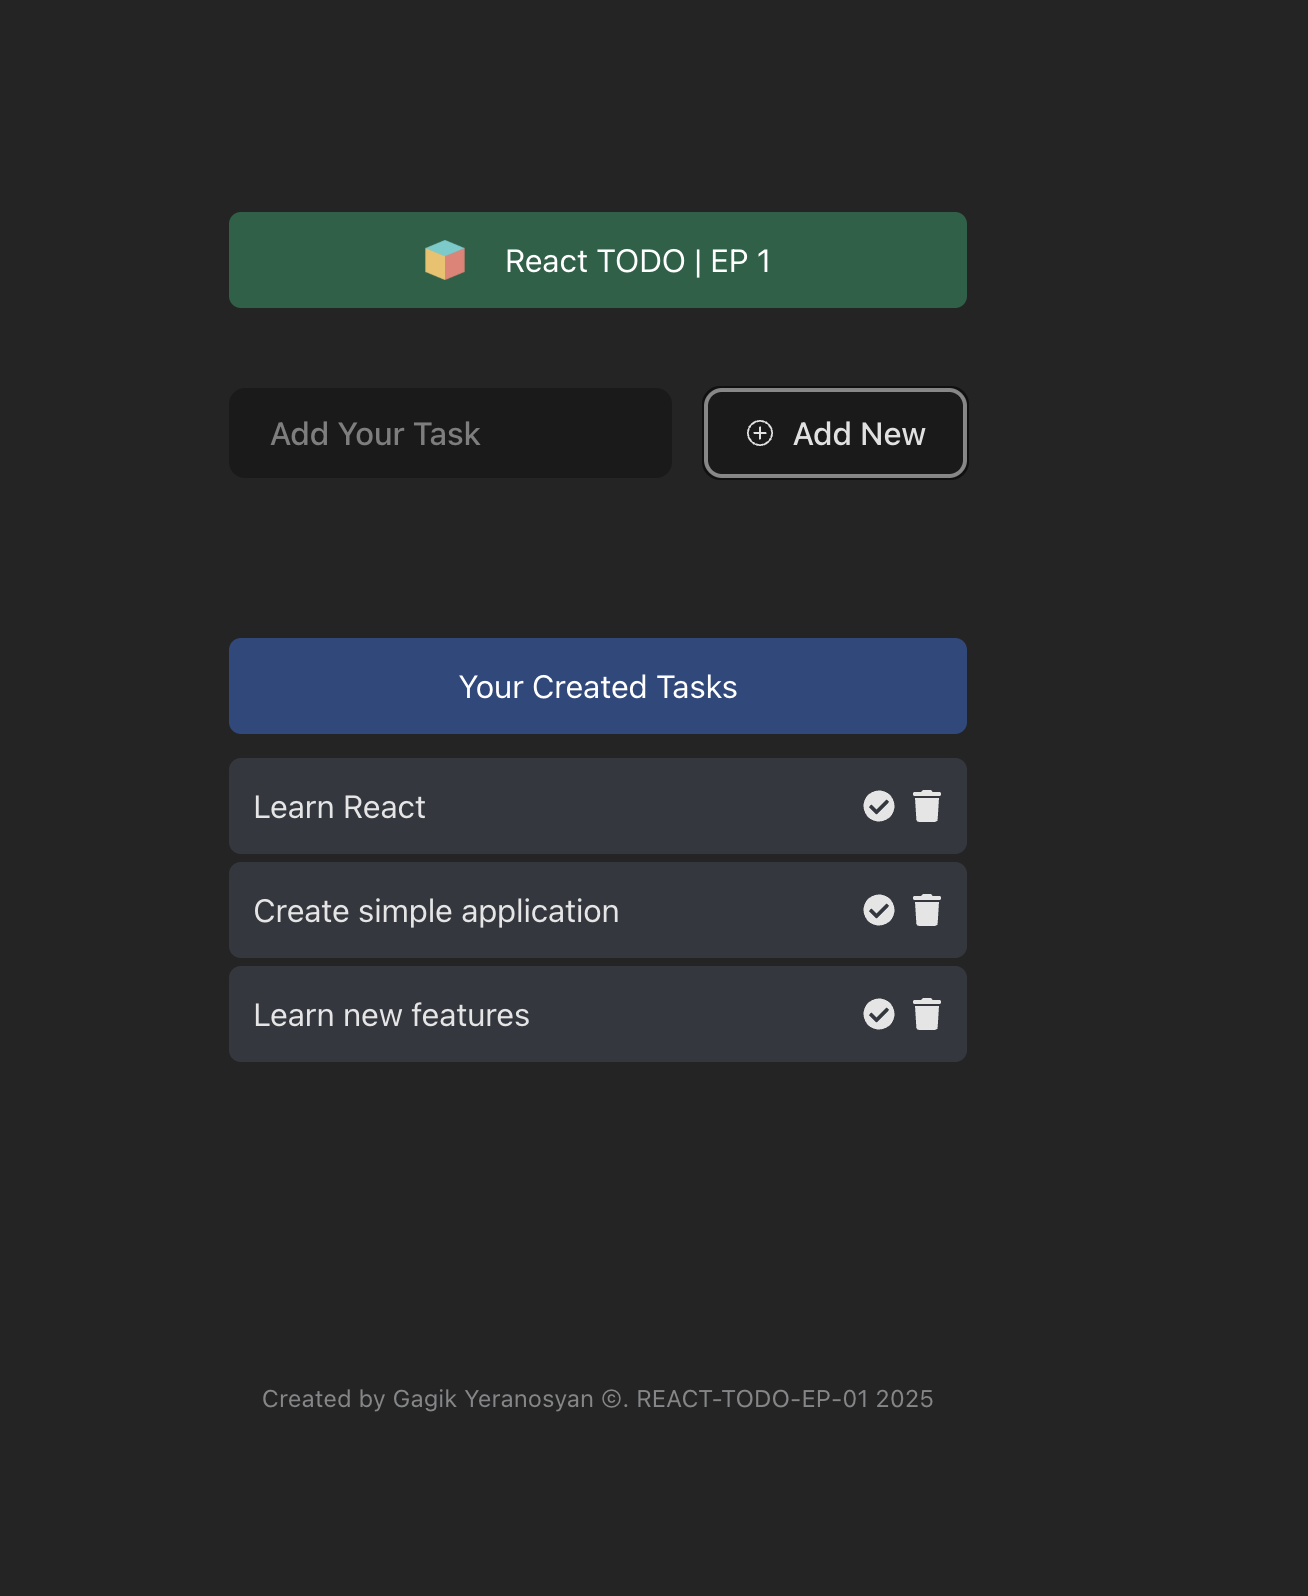 React TODO | EP 1
Add Your Task
Add New
Your Created Tasks
Learn React
Create simple application
Learn new features
Created by Gagik Yeranosyan ©. REACT-TODO-EP-01 2025